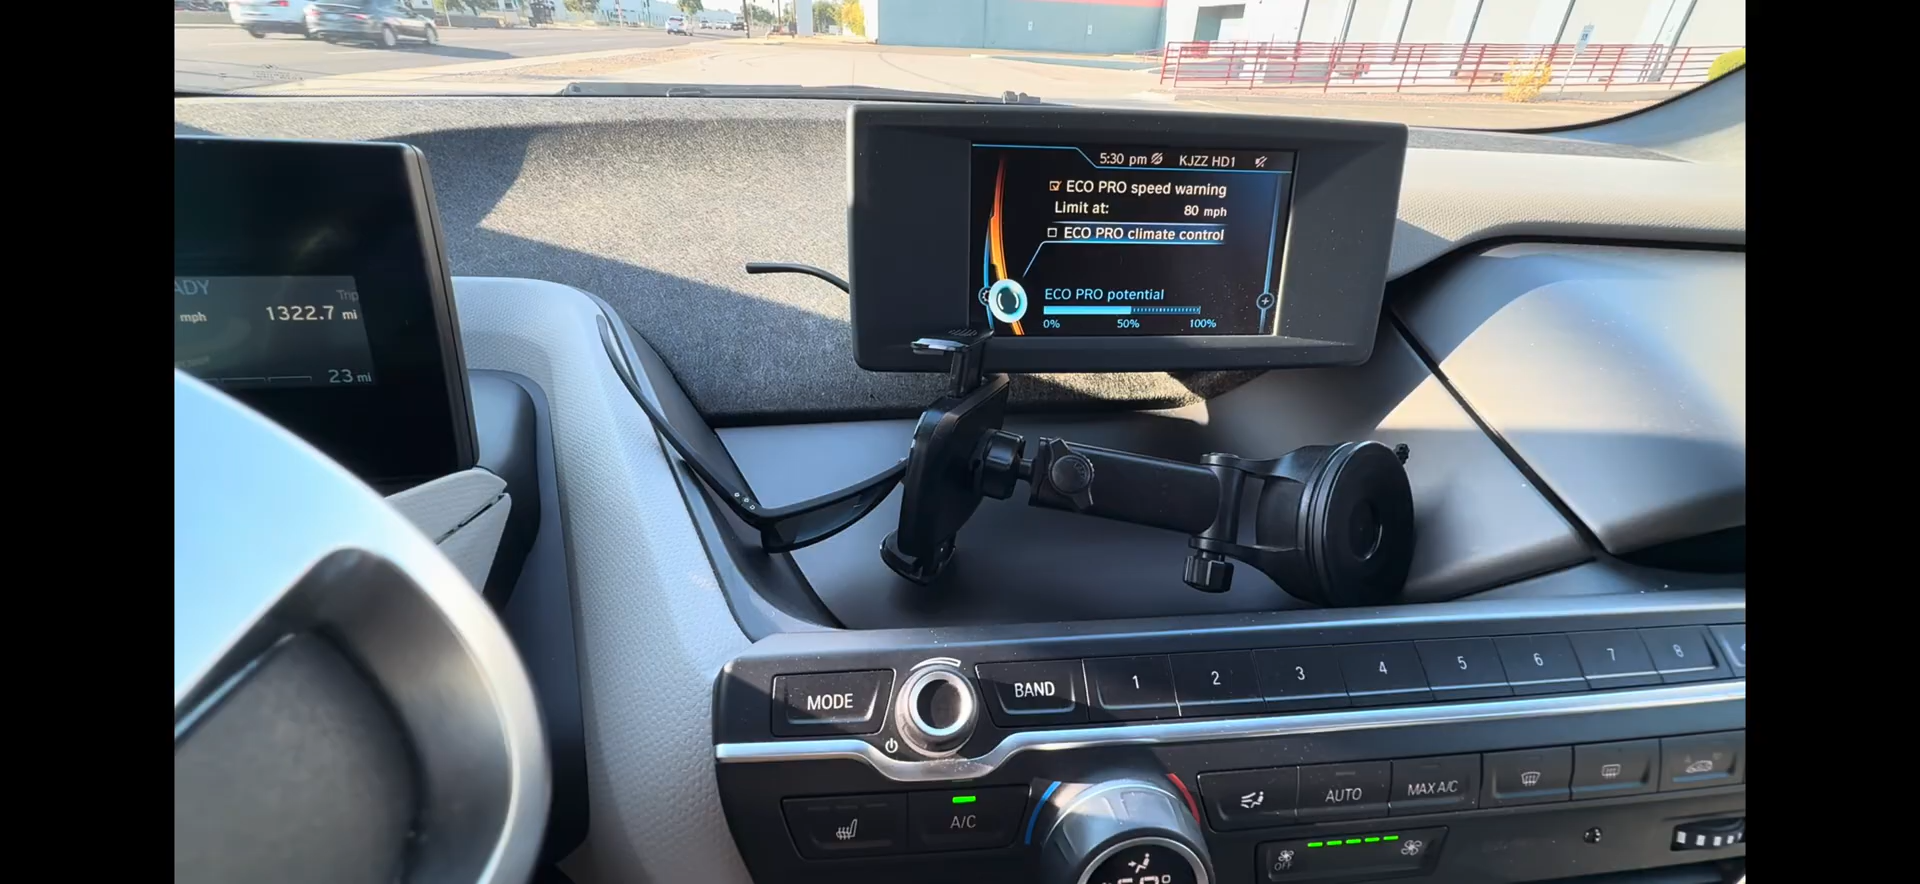 5:30 pm KJZZ HD1
ECO PRO speed warning
Limit at: 80 mph
ECO PRO climate control
ECO PRO potential
0% 50% 100%
ADY
Trip
mph 1322.7 mi
23 mi
MODE BAND 1 2 3 4 5 6 7 8
A/C AUTO MAX A/C
OFF